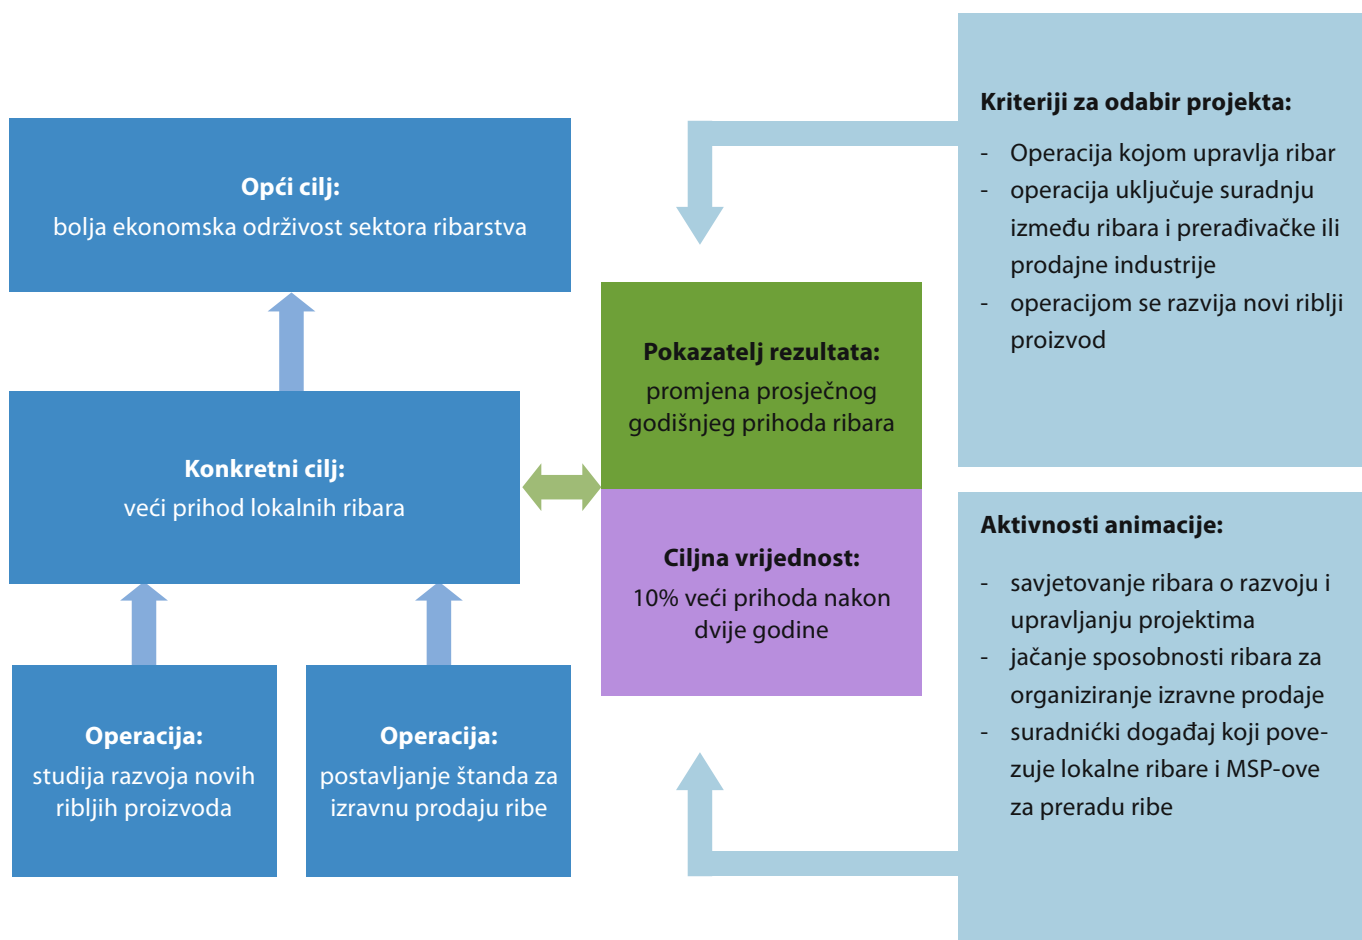 Opći cilj:
bolja ekonomska održivost sektora ribarstva
Konkretni cilj:
veći prihod lokalnih ribara
Operacija:
studija razvoja novih
ribljih proizvoda
Operacija:
postavljanje štanda za
izravnu prodaju ribe
Pokazatelj rezultata:
promjena prosječnog
godišnjeg prihoda ribara
Ciljna vrijednost:
10% veći prihoda nakon
dvije godine
Kriteriji za odabir projekta:
- Operacija kojom upravlja ribar
- operacija uključuje suradnju
između ribara i prerađivačke ili
prodajne industrije
- operacijom se razvija novi riblji
proizvod
Aktivnosti animacije:
- savjetovanje ribara o razvoju i
upravljanju projektima
- jačanje sposobnosti ribara za
organiziranje izravne prodaje
- suradnićki događaj koji pove-
zuje lokalne ribare i MSP-ove
za preradu ribe